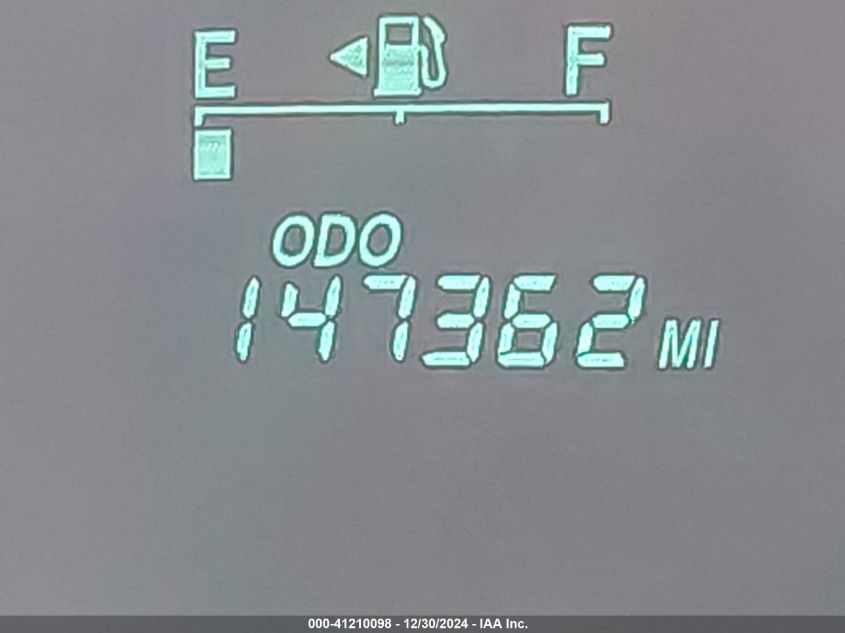 E F
ODO
147362 MI
000-41210098 - 12/30/2024 - IAA Inc.